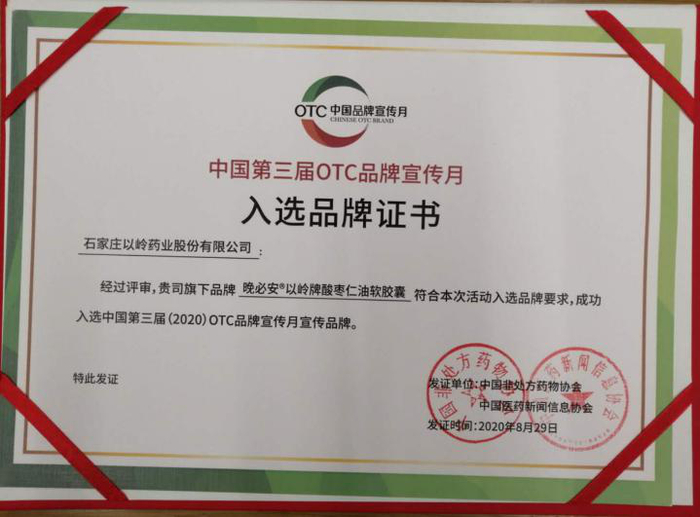 OTC 中国品牌宣传月
CHINESE OTC BRAND
中国第三届OTC品牌宣传月
入选品牌证书
石家庄以岭药业股份有限公司：
经过评审,贵司旗下品牌 晚必安®以岭牌酸枣仁油软胶囊 符合本次活动入选品牌要求,成功
入选中国第三届(2020)OTC品牌宣传月宣传品牌。
特此发证
发证单位:中国非处方药物协会
中国医药新闻信息协会
发证时间:2020年8月29日